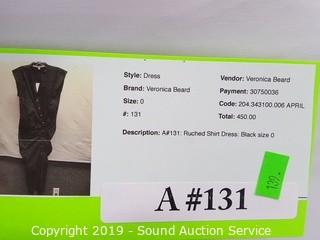 Style: Dress
Brand: Veronica Beard
Size: 0
#: 131
Vendor: Veronica Beard
Payment: 30750036
Code: 204.343100.006 APRIL
Total: 450.00
Description: A#131: Ruched Shirt Dress: Black size 0
139.
A #131
Copyright 2019 - Sound Auction Service